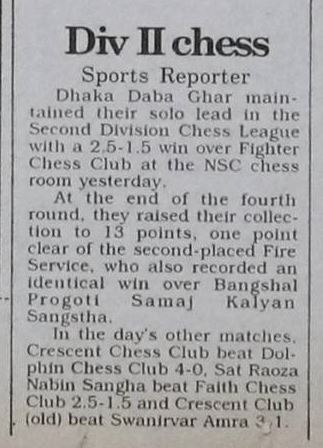 Div II chess
Sports Reporter
Dhaka Daba Ghar main-
tained their solo lead in the
Second Division Chess League
with a 2.5-1.5 win over Fighter
Chess Club at the NSC chess
room yesterday.
At the end of the fourth
round, they raised their collec-
tion to 13 points, one point
clear of the second-placed Fire
Service, who also recorded an
identical win over Bangshal
Progoti Samaj Kalyan
Sangstha.
In the day's other matches,
Crescent Chess Club beat Dol-
phin Chess Club 4-0, Sat Raoza
Nabin Sangha beat Faith Chess
Club 2.5-1.5 and Crescent Club
(old) beat Swanirvar Amra 3-1.